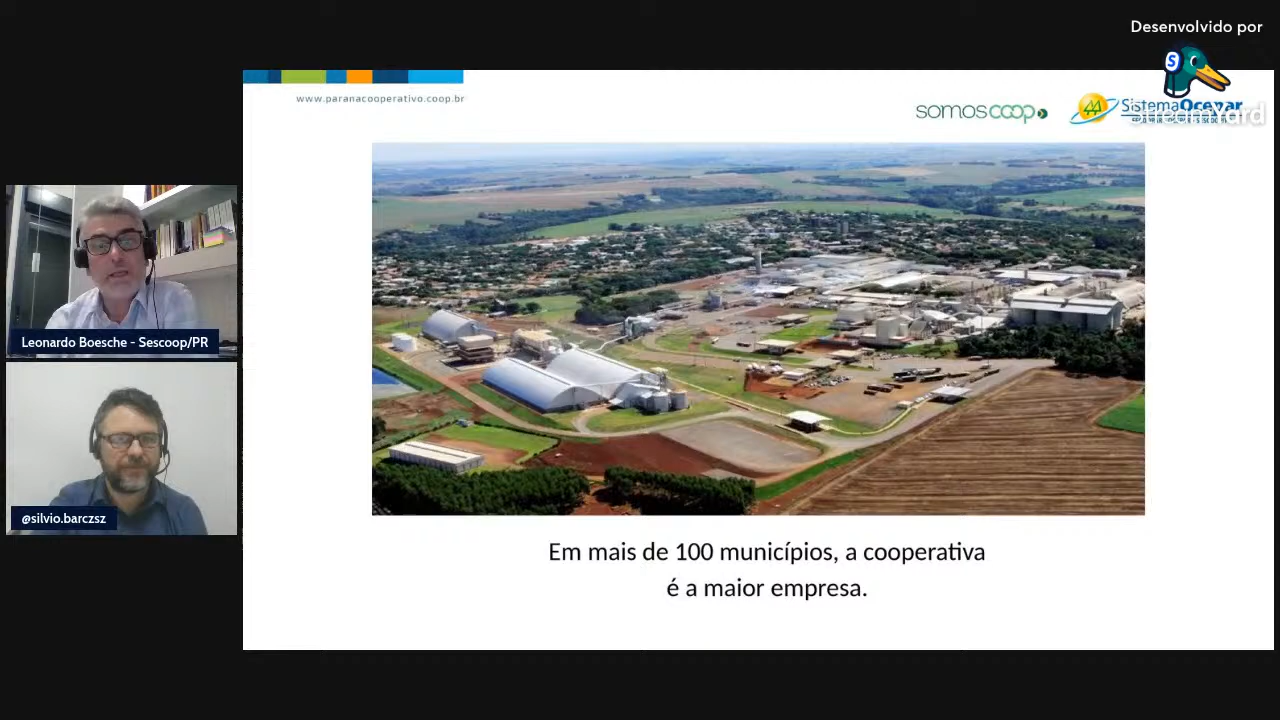 Desenvolvido por
www.paranacooperativo.coop.br
somoscoop
SistemaOcepar
StreamYard
Leonardo Boesche - Sescoop/PR
@silvio.barczsz
Em mais de 100 municípios, a cooperativa
é a maior empresa.